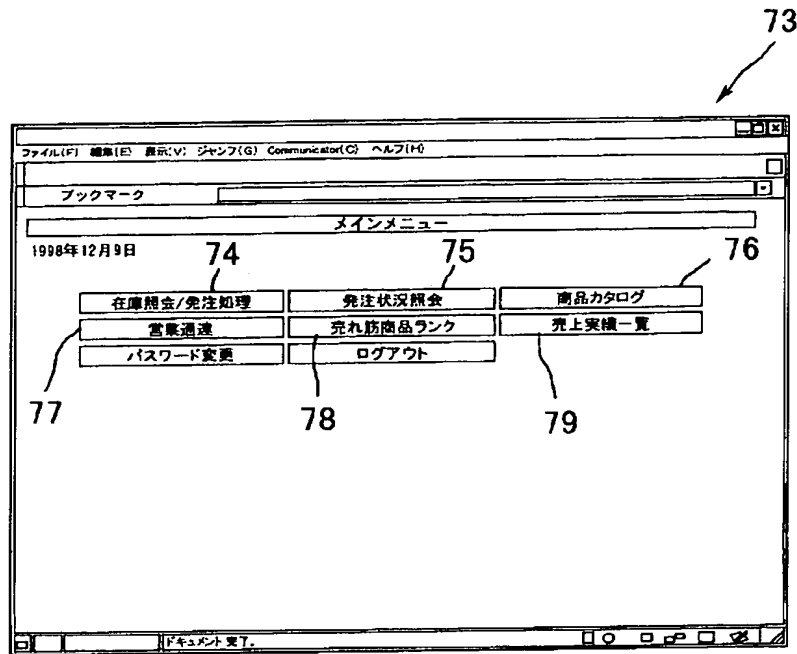 73
ファイル(F) 編集(E) 表示(V) ジャンプ(G) Communicator(C) ヘルプ(H)
ブックマーク
メインメニュー
1998年12月9日
74 75 76
在庫照会/発注処理 発注状況照会 商品カタログ
営業通達 売れ筋商品ランク 売上実績一覧
パスワード変更 ログアウト
77 78 79
ドキュメント完了.